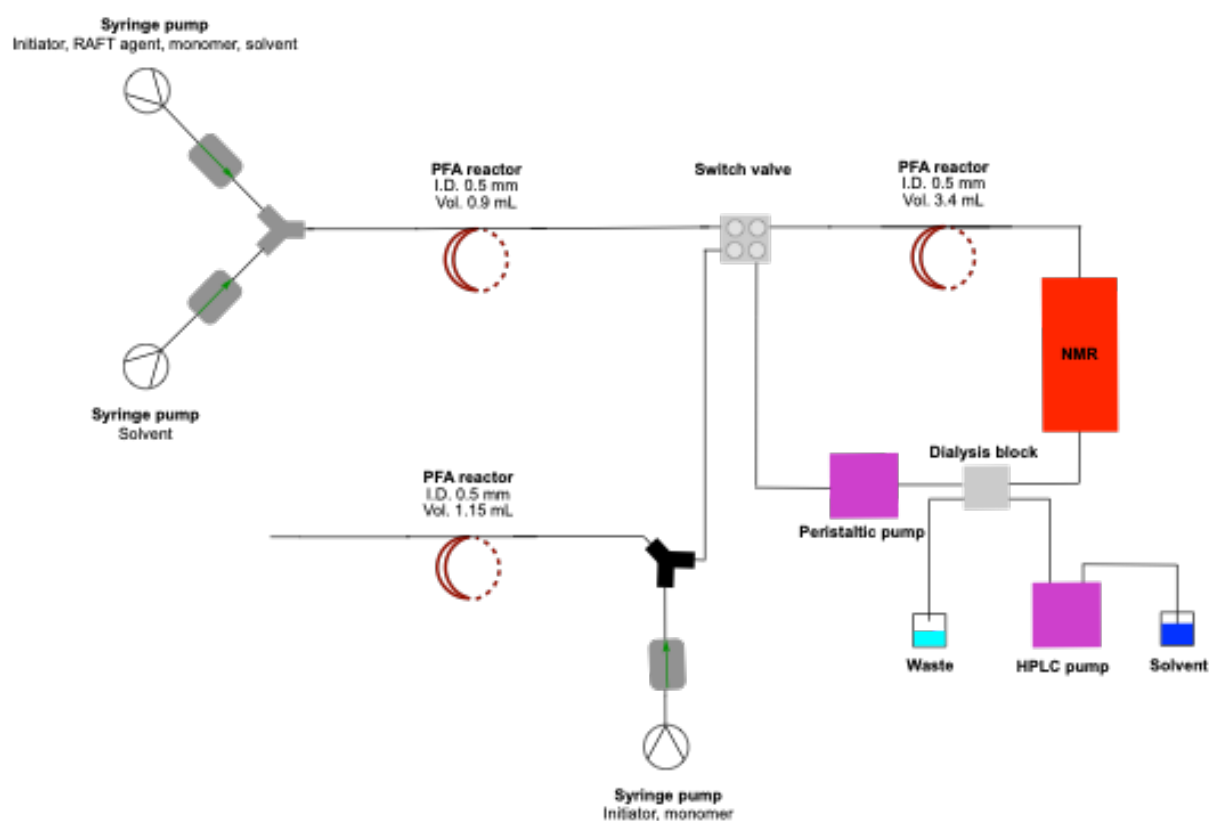 Syringe pump
Initiator, RAFT agent, monomer, solvent
PFA reactor
I.D. 0.5 mm
Vol. 0.9 mL
Switch valve
PFA reactor
I.D. 0.5 mm
Vol. 3.4 mL
NMR
Syringe pump
Solvent
Dialysis block
PFA reactor
I.D. 0.5 mm
Vol. 1.15 mL
Peristaltic pump
Waste
HPLC pump
Solvent
Syringe pump
Initiator, monomer